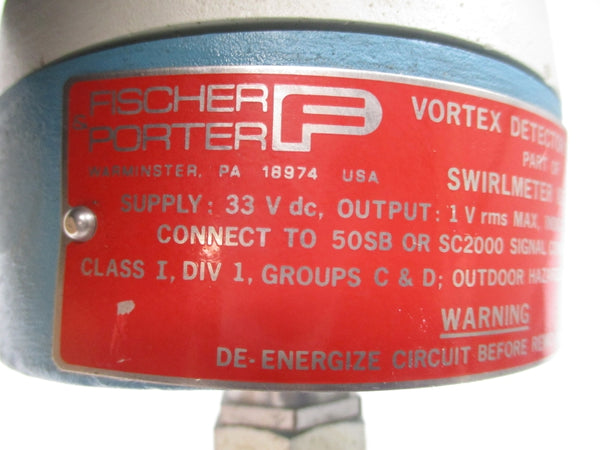 FISCHER
& PORTER
WARMINSTER, PA 18974 USA
VORTEX DETECTOR
PART OF
SWIRLMETER
SUPPLY: 33 V dc, OUTPUT: 1 V rms MAX,
CONNECT TO 50SB OR SC2000 SIGNAL
CLASS I, DIV 1, GROUPS C & D; OUTDOOR
WARNING
DE-ENERGIZE CIRCUIT BEFORE